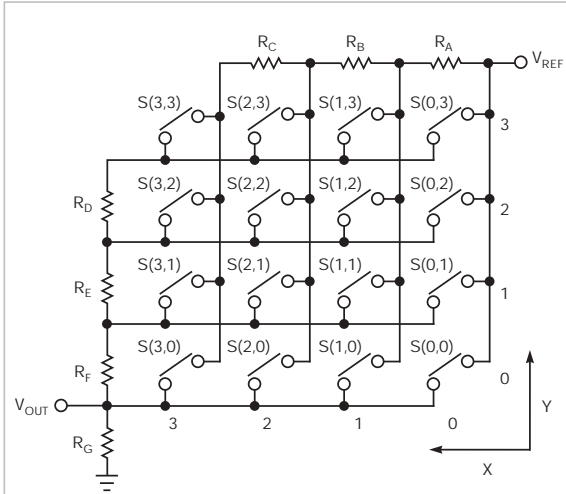 R_C R_B R_A
V_REF
S(3,3) S(2,3) S(1,3) S(0,3)
3
S(3,2) S(2,2) S(1,2) S(0,2)
R_D
2
S(3,1) S(2,1) S(1,1) S(0,1)
R_E
1
S(3,0) S(2,0) S(1,0) S(0,0)
R_F
0
V_OUT
3 2 1 0
Y
R_G
X